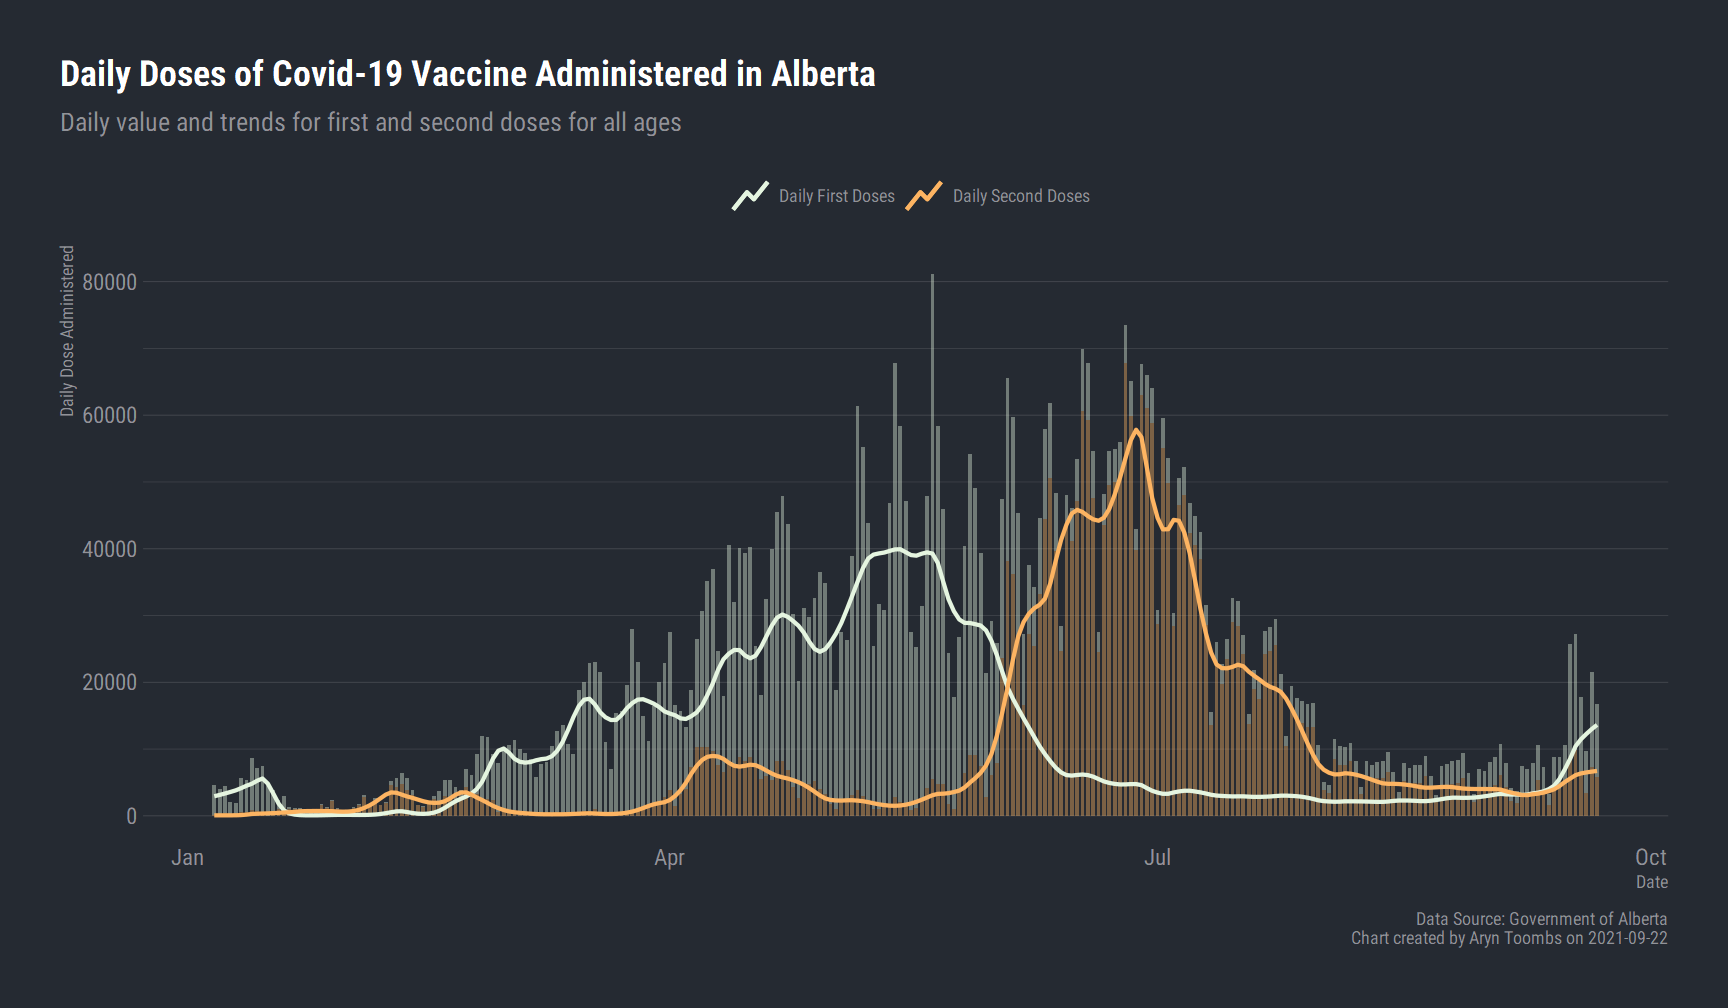 Daily Doses of Covid-19 Vaccine Administered in Alberta
Daily value and trends for first and second doses for all ages
Daily First Doses
Daily Second Doses
Daily Dose Administered
80000
60000
40000
20000
0
Jan
Apr
Jul
Oct
Date
Data Source: Government of Alberta
Chart created by Aryn Toombs on 2021-09-22